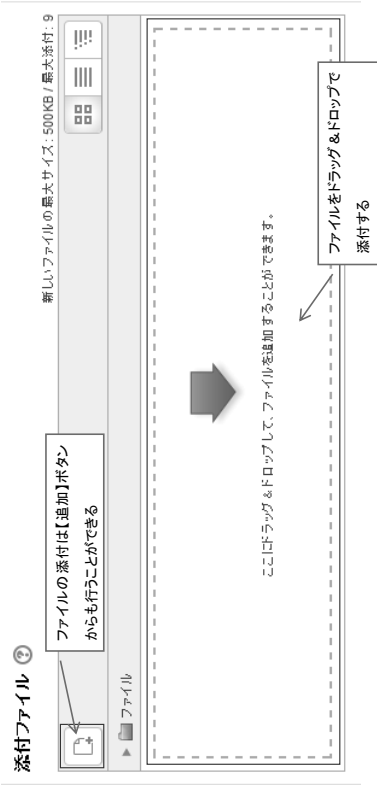 添付ファイル
新しいファイルの最大サイズ: 500KB / 最大添付: 9
ファイルの添付は【追加】ボタン
からも行うことができる
ファイル
ここにドラッグ & ドロップして、ファイルを追加することができます。
ファイルをドラッグ&ドロップで
添付する